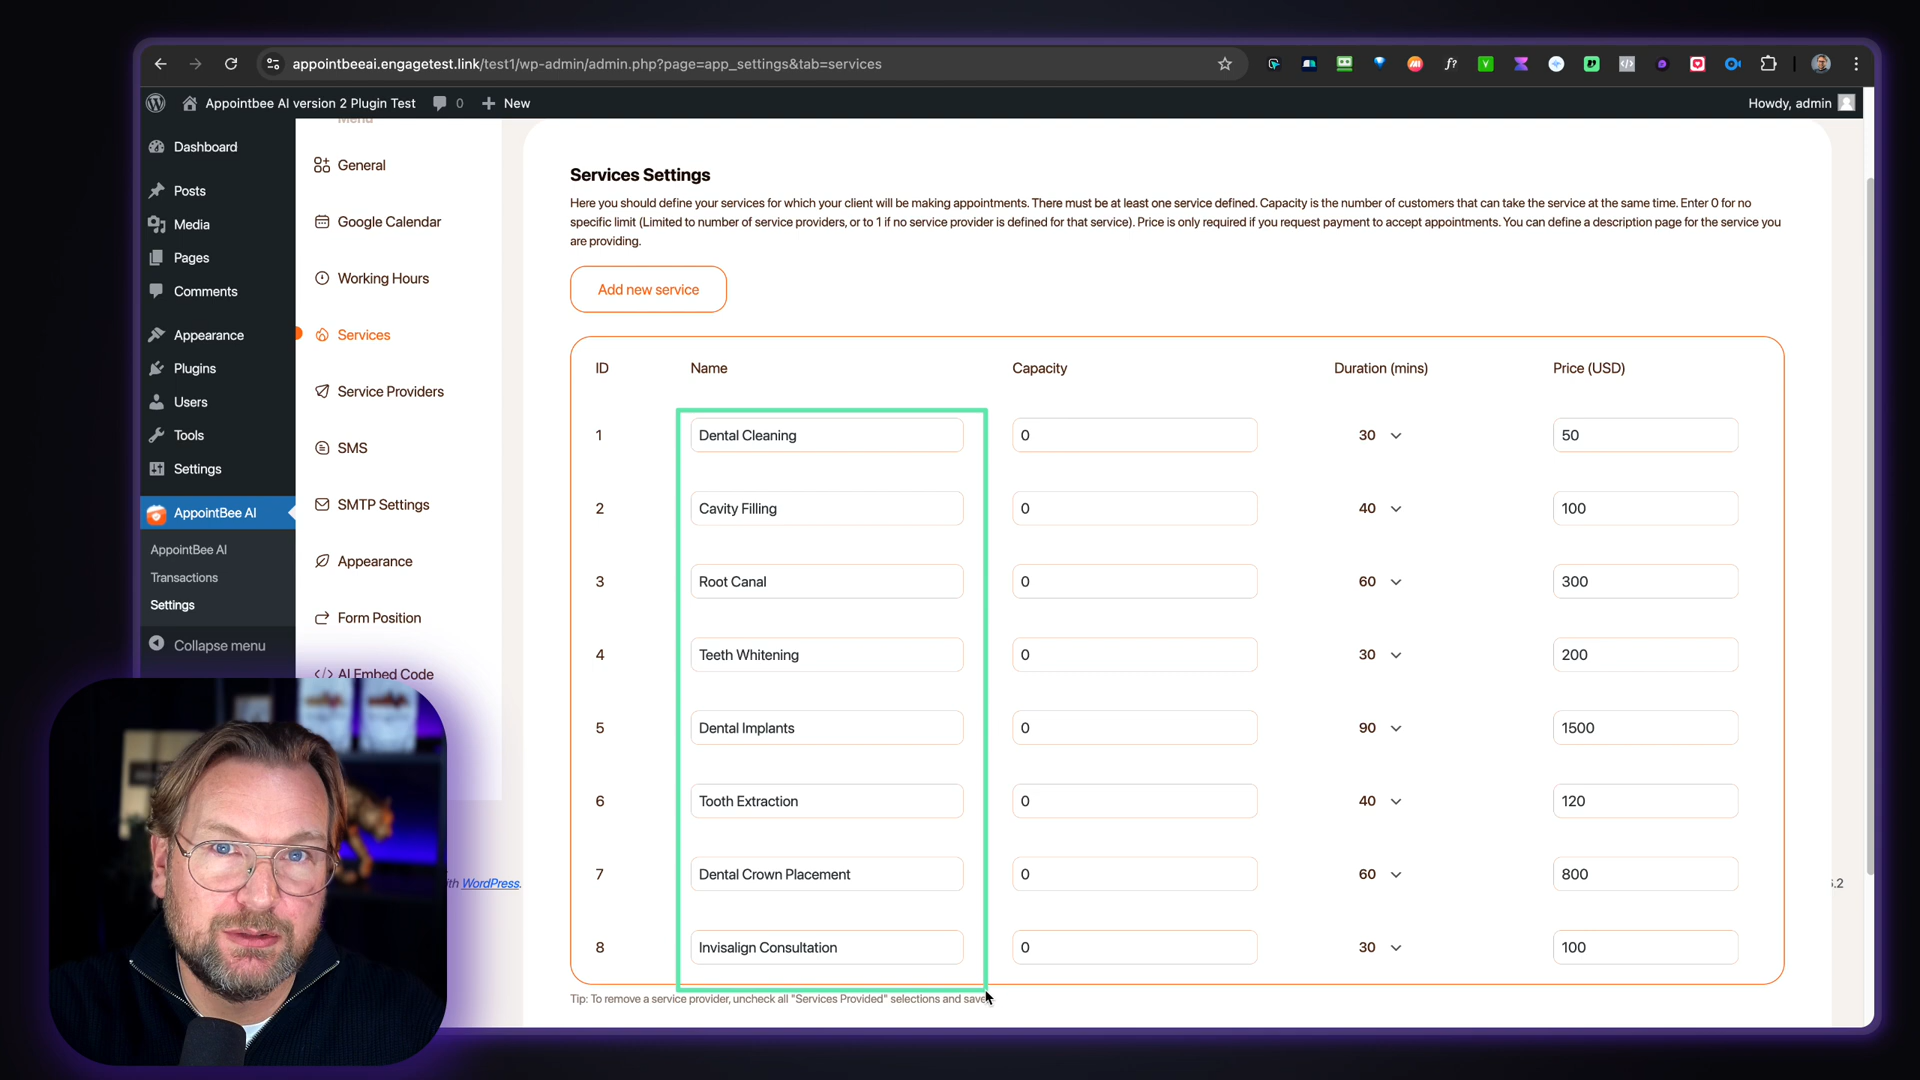 appointbeeai.engagetest.link/test1/wp-admin/admin.php?page=app_settings&tab=services
Appointbee AI version 2 Plugin Test
0
New
Howdy, admin
Dashboard
Posts
Media
Pages
Comments
Appearance
Plugins
Users
Tools
Settings
AppointBee AI
AppointBee AI
Transactions
Settings
Collapse menu
Menu
General
Google Calendar
Working Hours
Services
Service Providers
SMS
SMTP Settings
Appearance
Form Position
</> AI Embed Code
Services Settings
Here you should define your services for which your client will be making appointments. There must be at least one service defined. Capacity is the number of customers that can take the service at the same time. Enter 0 for no
specific limit (Limited to number of service providers, or to 1 if no service provider is defined for that service). Price is only required if you request payment to accept appointments. You can define a description page for the service you
are providing.
Add new service
ID Name Capacity Duration (mins) Price (USD)
1 Dental Cleaning 0 30 50
2 Cavity Filling 0 40 100
3 Root Canal 0 60 300
4 Teeth Whitening 0 30 200
5 Dental Implants 0 90 1500
6 Tooth Extraction 0 40 120
7 Dental Crown Placement 0 60 800
8 Invisalign Consultation 0 30 100
Tip: To remove a service provider, uncheck all "Services Provided" selections and save.
WordPress.